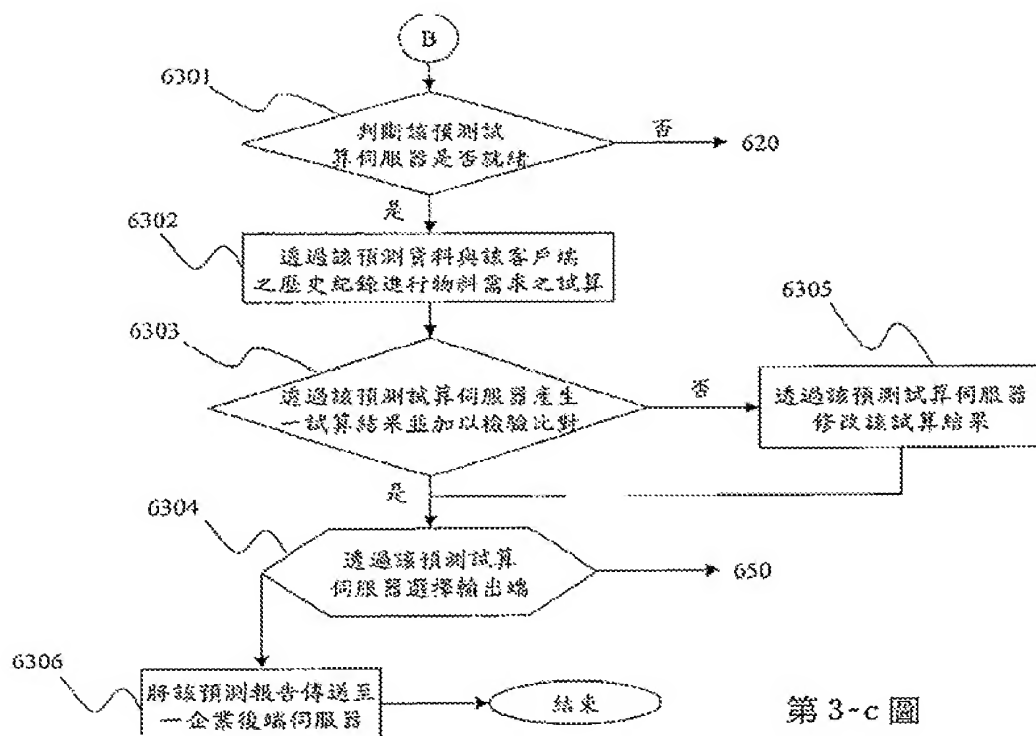 B
6301
判斷該預測試
算伺服器是否就緒
否
620
是
6302
透過該預測資料與該客戶端
之歷史紀錄進行物料需求之試算
6305
6303
透過該預測試算伺服器產生
一試算結果並加以檢驗比對
否
透過該預測試算伺服器
修改該試算結果
是
6304
透過該預測試算
伺服器選擇輸出端
650
6306
將該預測報告傳送至
一企業後端伺服器
結束
第 3-c 圖